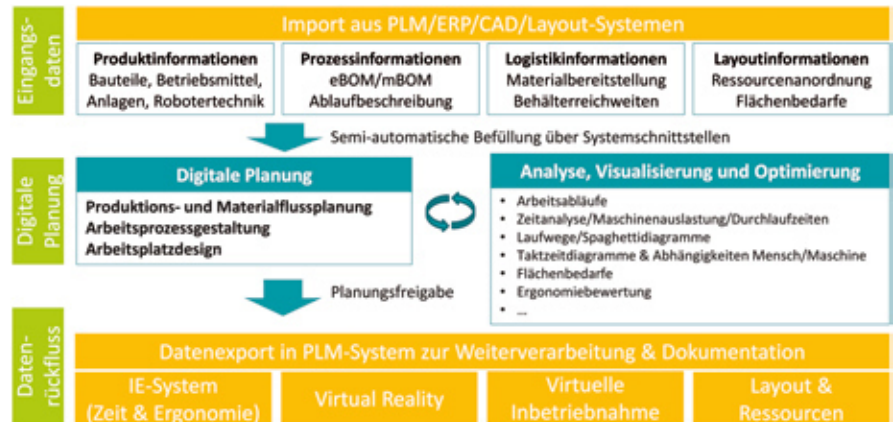 Eingangs-
daten
Import aus PLM/ERP/CAD/Layout-Systemen
Produktinformationen
Bauteile, Betriebsmittel,
Anlagen, Robotertechnik
Prozessinformationen
eBOM/mBOM
Ablaufbeschreibung
Logistikinformationen
Materialbereitstellung
Behälterreichweiten
Layoutinformationen
Ressourcenanordnung
Flächenbedarfe
Semi-automatische Befüllung über Systemschnittstellen
Digitale
Planung
Digitale Planung
Produktions- und Materialflussplanung
Arbeitsprozessgestaltung
Arbeitsplatzdesign
Analyse, Visualisierung und Optimierung
• Arbeitsabläufe
• Zeitanalyse/Maschinenauslastung/Durchlaufzeiten
• Laufwege/Spaghettidiagramme
• Taktzeitdiagramme & Abhängigkeiten Mensch/Maschine
• Flächenbedarfe
• Ergonomiebewertung
• ...
Planungsfreigabe
Daten-
rückfluss
Datenexport in PLM-System zur Weiterverarbeitung & Dokumentation
IE-System
(Zeit & Ergonomie)
Virtual Reality
Virtuelle
Inbetriebnahme
Layout &
Ressourcen